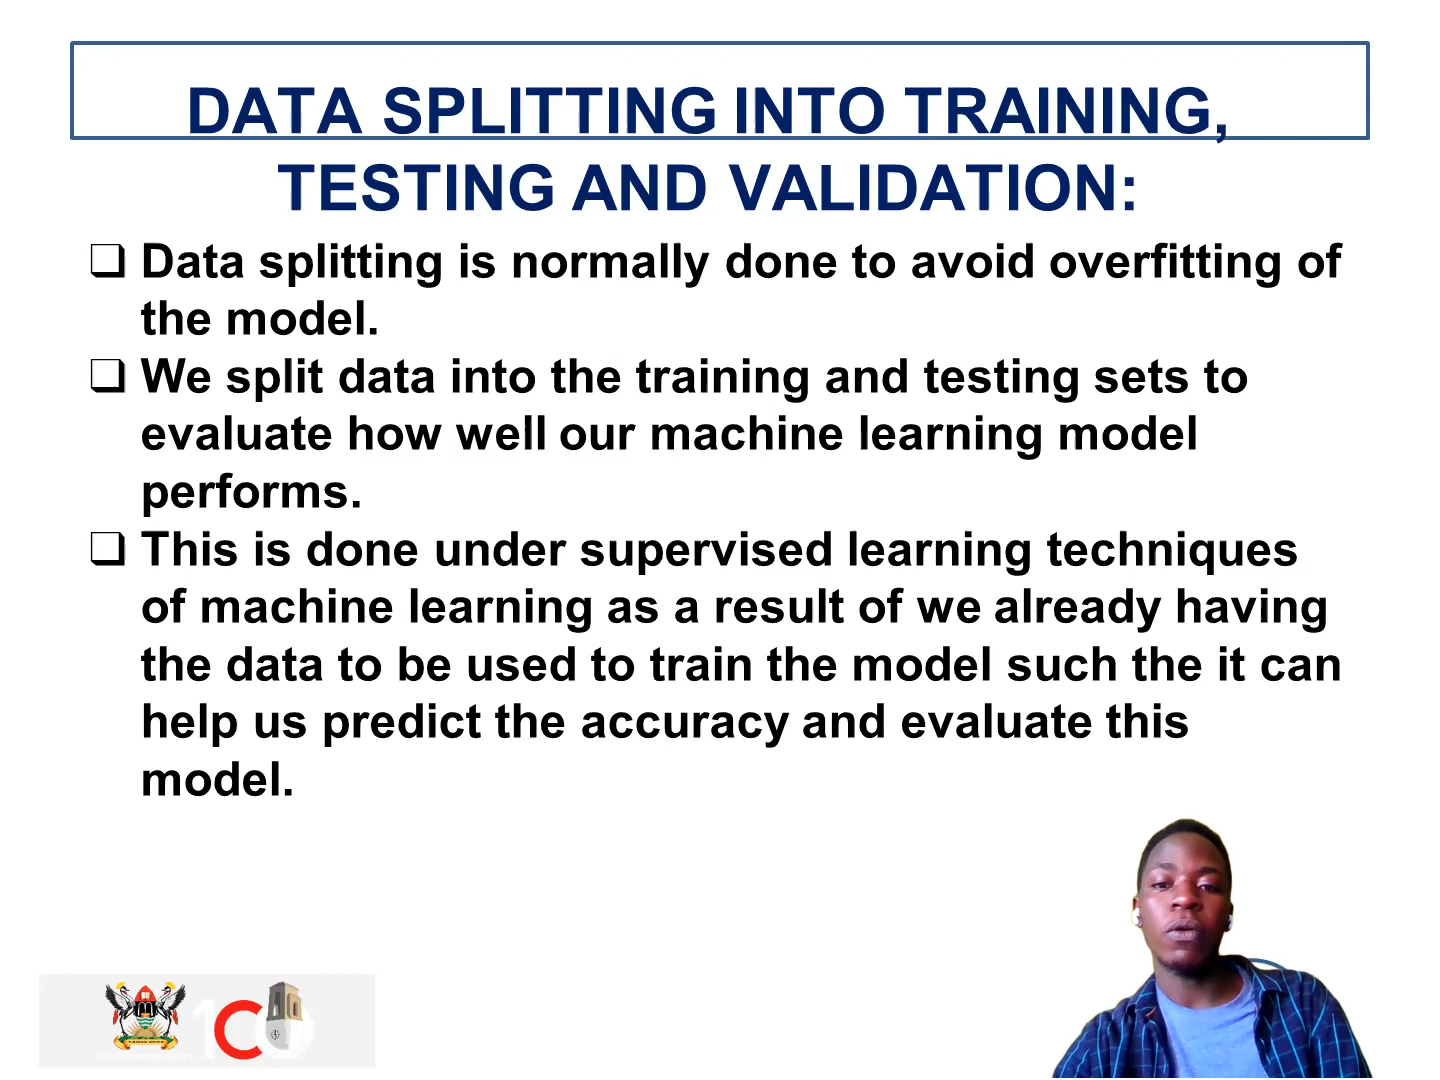 DATA SPLITTING INTO TRAINING,
TESTING AND VALIDATION:
Data splitting is normally done to avoid overfitting of
the model.
We split data into the training and testing sets to
evaluate how well our machine learning model
performs.
This is done under supervised learning techniques
of machine learning as a result of we already having
the data to be used to train the model such the it can
help us predict the accuracy and evaluate this
model.
100